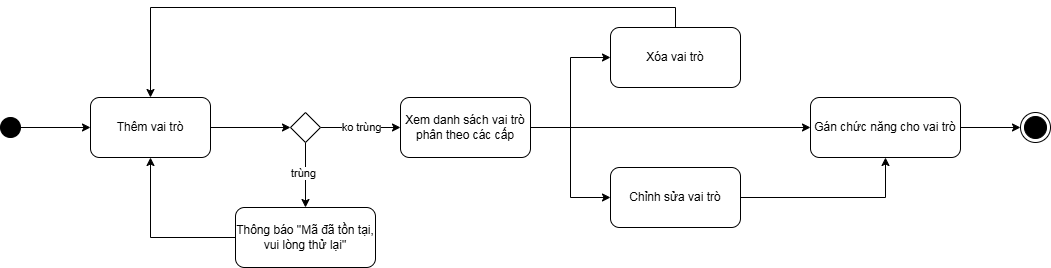 Xóa vai trò
Thêm vai trò
ko trùng
Xem danh sách vai trò
phân theo các cấp
Gán chức năng cho vai trò
trùng
Chỉnh sửa vai trò
Thông báo "Mã đã tồn tại,
vui lòng thử lại"